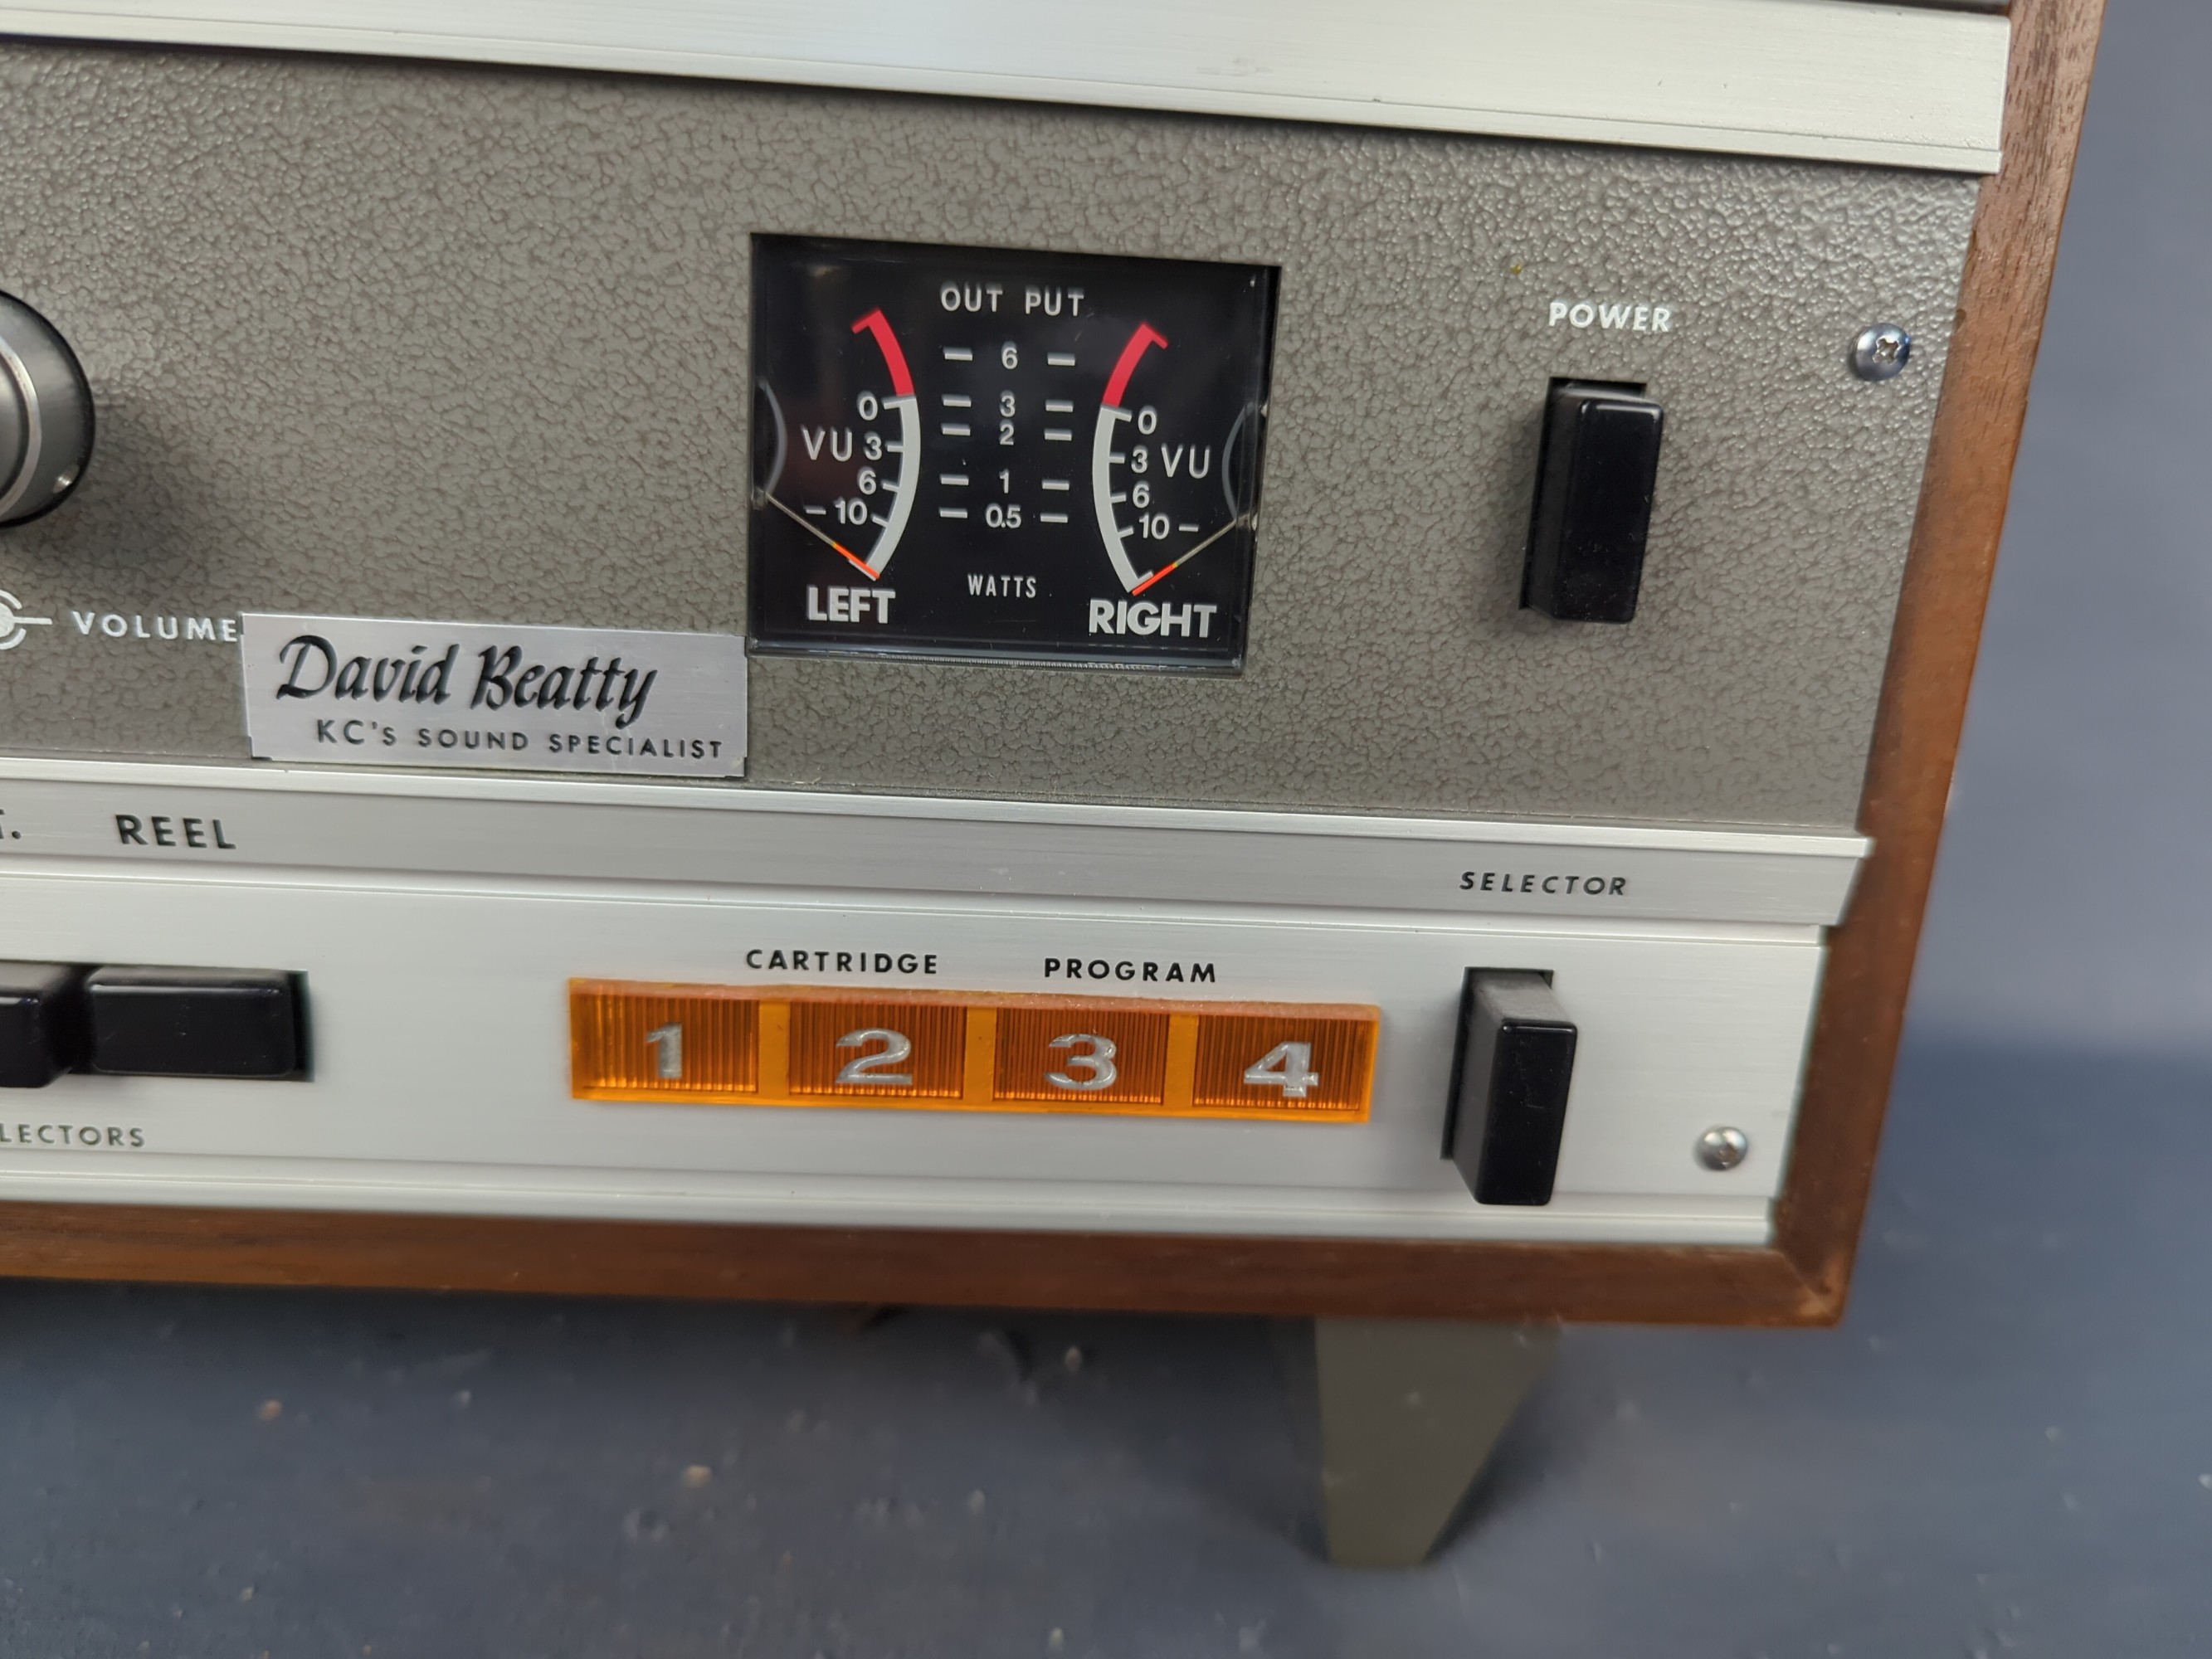 OUT PUT
6
0 3 0
VU 3 2 3 VU
6 1 6
-10 0.5 10-
WATTS
LEFT RIGHT
POWER
VOLUME
David Beatty
KC'S SOUND SPECIALIST
REEL
SELECTOR
CARTRIDGE PROGRAM
1 2 3 4